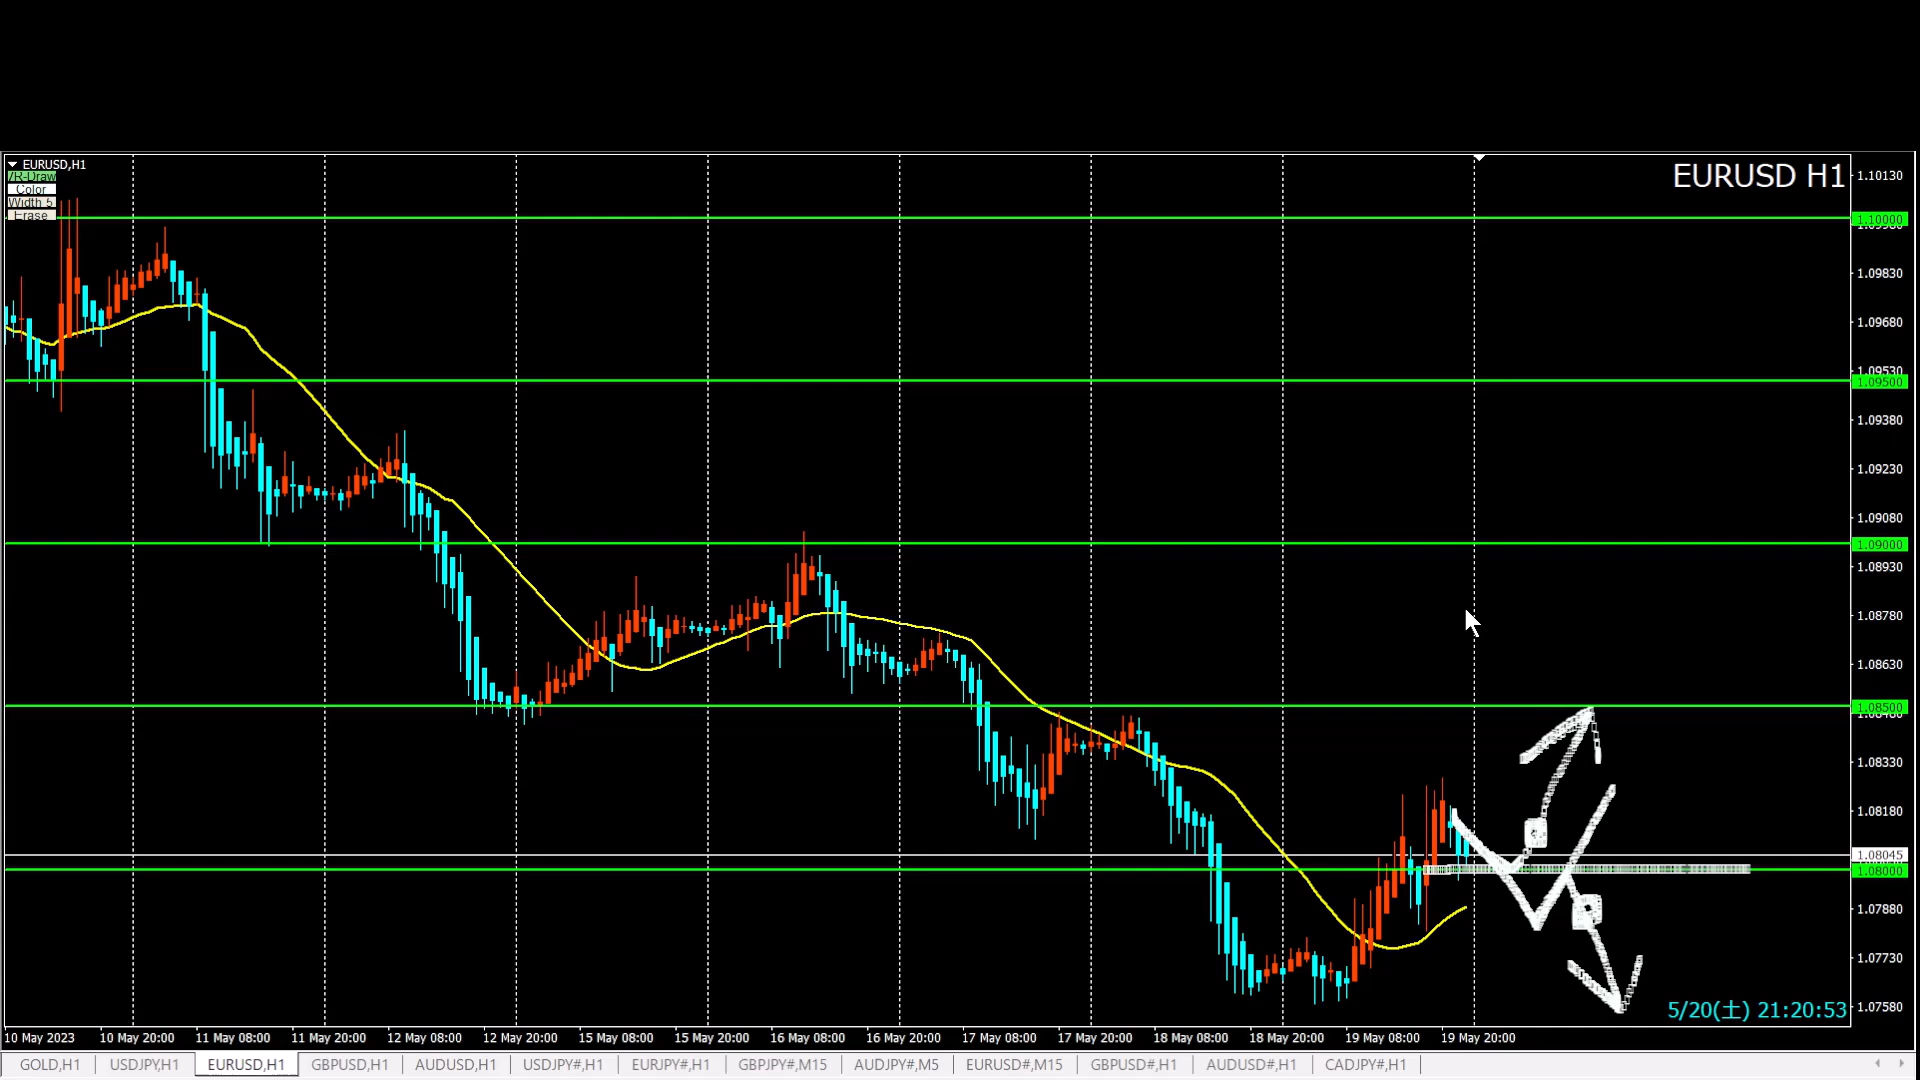 EURUSD,H1
/R-Draw
Color
Width 5
Erase
EURUSD H1
1.10130
1.10000
1.09980
1.09830
1.09680
1.09530
1.09500
1.09380
1.09230
1.09080
1.09000
1.08930
1.08780
1.08630
1.08500
1.08480
1.08330
1.08180
1.08045
1.08000
1.07880
1.07730
1.07580
5/20(土) 21:20:53
10 May 2023 10 May 20:00 11 May 08:00 11 May 20:00 12 May 08:00 12 May 20:00 15 May 08:00 15 May 20:00 16 May 08:00 16 May 20:00 17 May 08:00 17 May 20:00 18 May 08:00 18 May 20:00 19 May 08:00 19 May 20:00
GOLD,H1 USDJPY,H1 EURUSD,H1 GBPUSD,H1 AUDUSD,H1 USDJPY#,H1 EURJPY#,H1 GBPJPY#,M15 AUDJPY#,M5 EURUSD#,M15 GBPUSD#,H1 AUDUSD#,H1 CADJPY#,H1